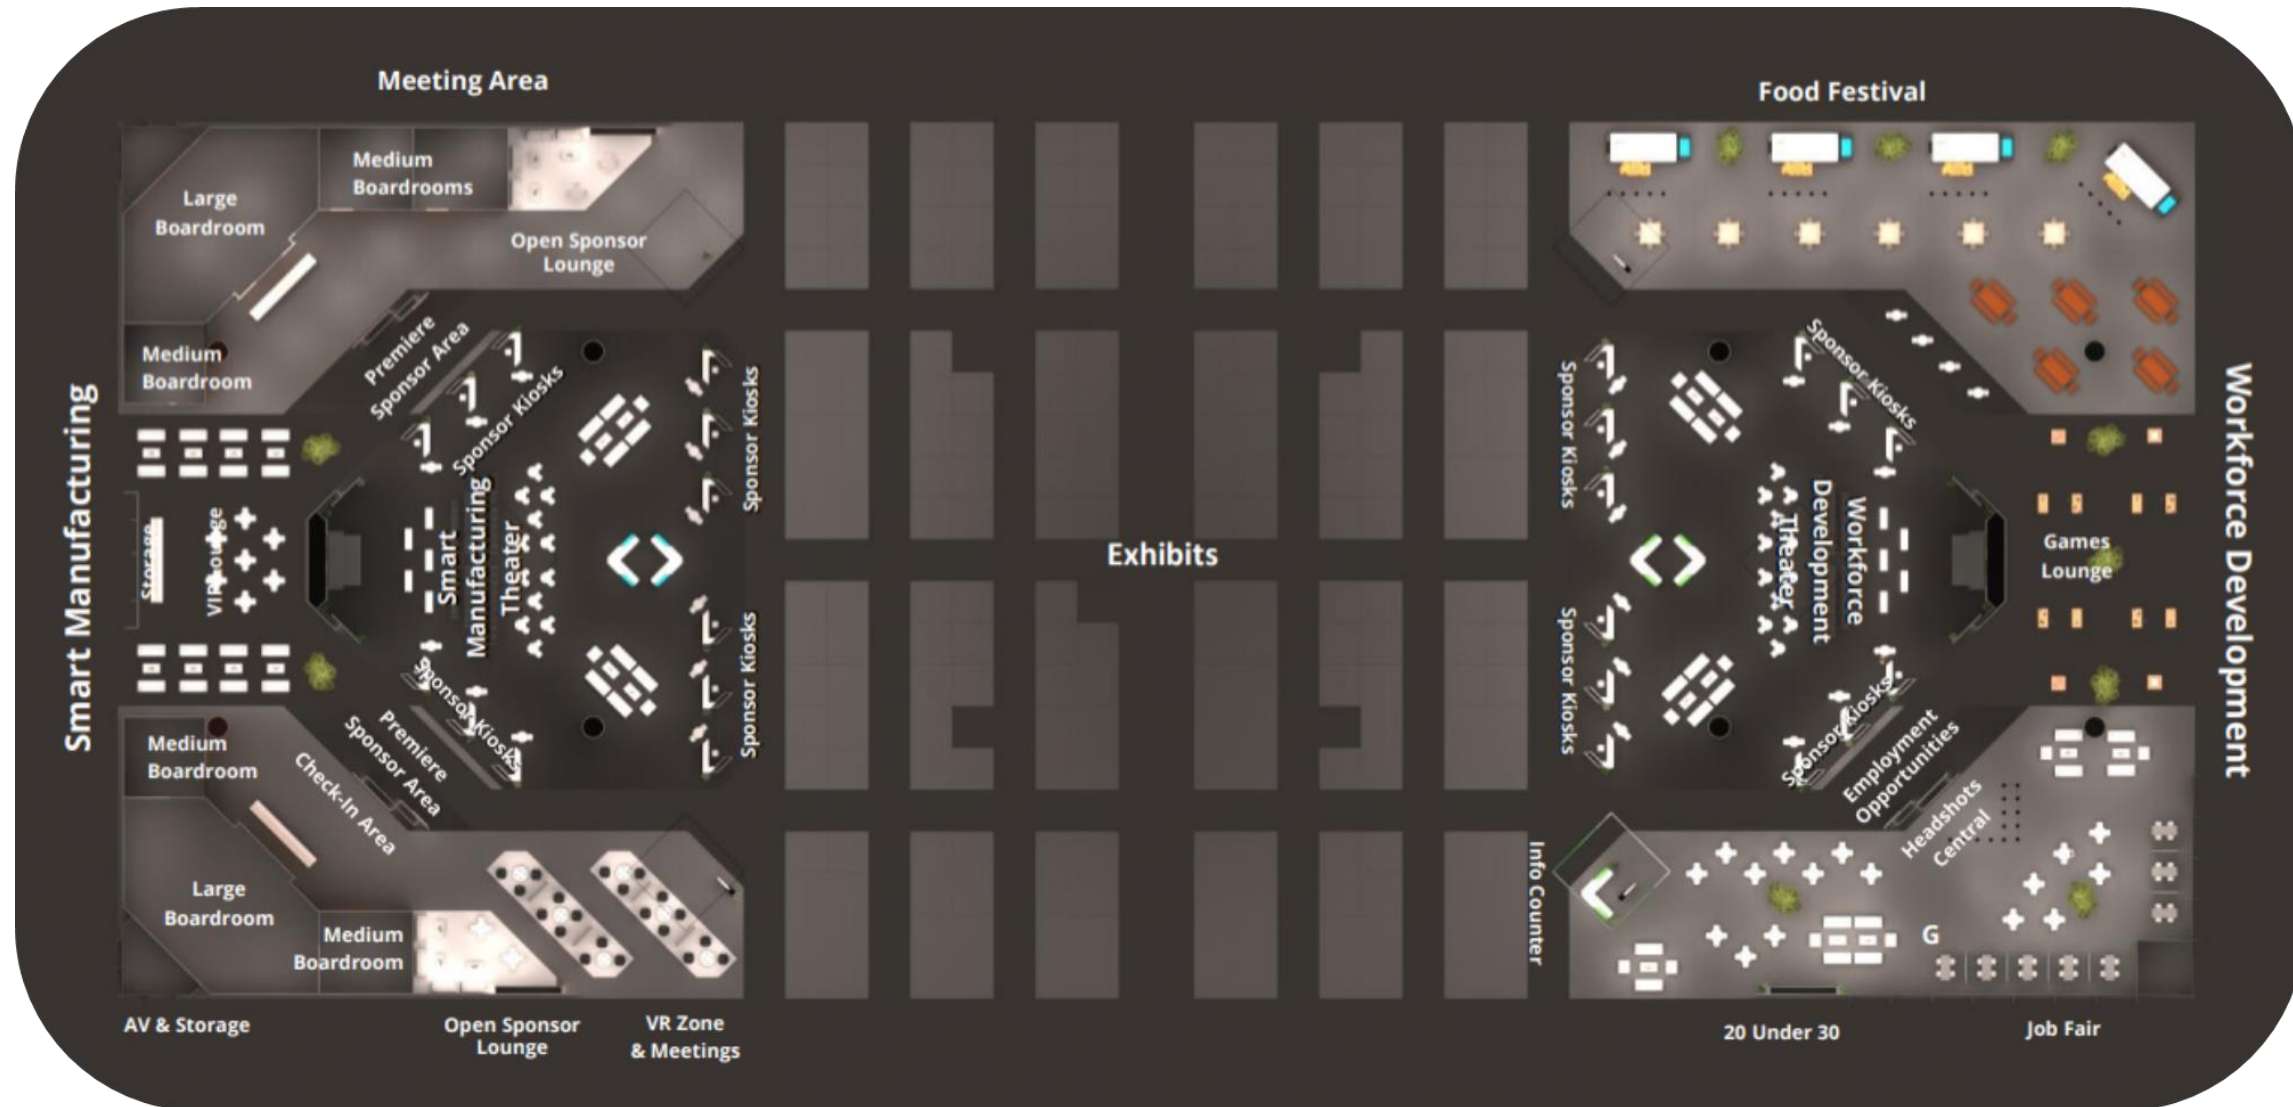 Meeting Area
Food Festival
Large
Boardroom
Medium
Boardrooms
Open Sponsor
Lounge
Medium
Boardroom
Premiere
Sponsor Area
Sponsor Kiosks
Sponsor Kiosks
Smart Manufacturing
Storage
VIP Lounge
Smart
Manufacturing
Theater
Sponsor Kiosks
Sponsor Kiosks
Medium
Boardroom
Check-In Area
Premiere
Sponsor Area
Large
Boardroom
Medium
Boardroom
AV & Storage
Open Sponsor
Lounge
VR Zone
& Meetings
Exhibits
Sponsor Kiosks
Sponsor Kiosks
Sponsor Kiosks
Workforce
Development
Theater
Games
Lounge
Workforce Development
Sponsor Kiosks
Employment
Opportunities
Headshots
Central
Info Counter
G
20 Under 30
Job Fair